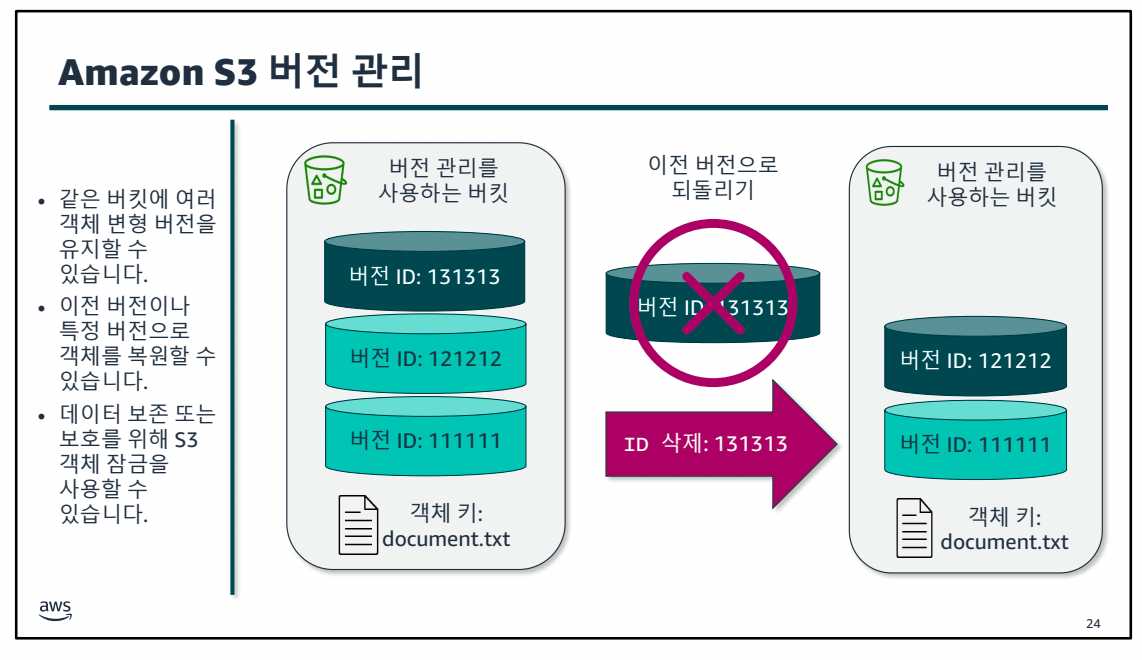 Amazon S3 버전 관리
• 같은 버킷에 여러
객체 변형 버전을
유지할 수
있습니다.
• 이전 버전이나
특정 버전으로
객체를 복원할 수
있습니다.
• 데이터 보존 또는
보호를 위해 S3
객체 잠금을
사용할 수
있습니다.
버전 관리를
사용하는 버킷
버전 ID: 131313
버전 ID: 121212
버전 ID: 111111
객체 키:
document.txt
이전 버전으로
되돌리기
버전 ID: 131313
ID 삭제: 131313
버전 관리를
사용하는 버킷
버전 ID: 121212
버전 ID: 111111
객체 키:
document.txt
aws
24